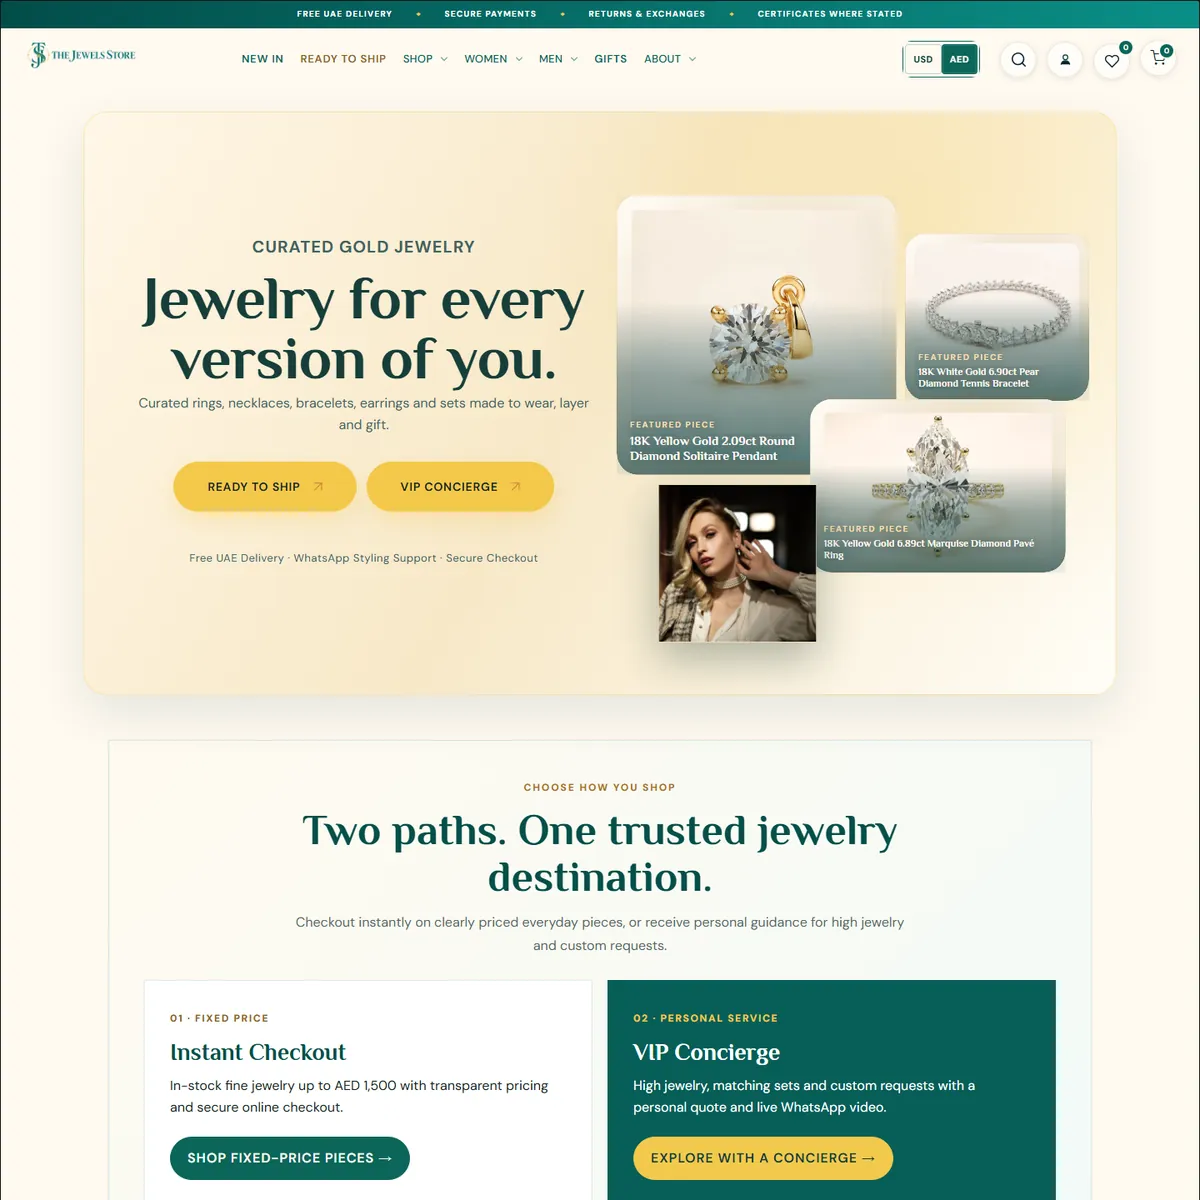 FREE UAE DELIVERY
SECURE PAYMENTS
RETURNS & EXCHANGES
CERTIFICATES WHERE STATED
THE JEWELS STORE
NEW IN
READY TO SHIP
SHOP
WOMEN
MEN
GIFTS
ABOUT
USD
AED
0
0
CURATED GOLD JEWELRY
Jewelry for every
version of you.
Curated rings, necklaces, bracelets, earrings and sets made to wear, layer
and gift.
READY TO SHIP
VIP CONCIERGE
Free UAE Delivery · WhatsApp Styling Support · Secure Checkout
FEATURED PIECE
18K Yellow Gold 2.09ct Round
Diamond Solitaire Pendant
FEATURED PIECE
18K White Gold 6.90ct Pear
Diamond Tennis Bracelet
FEATURED PIECE
18K Yellow Gold 6.89ct Marquise Diamond Pavé
Ring
CHOOSE HOW YOU SHOP
Two paths. One trusted jewelry
destination.
Checkout instantly on clearly priced everyday pieces, or receive personal guidance for high jewelry
and custom requests.
01 · FIXED PRICE
Instant Checkout
In-stock fine jewelry up to AED 1,500 with transparent pricing
and secure online checkout.
SHOP FIXED-PRICE PIECES →
02 · PERSONAL SERVICE
VIP Concierge
High jewelry, matching sets and custom requests with a
personal quote and live WhatsApp video.
EXPLORE WITH A CONCIERGE →